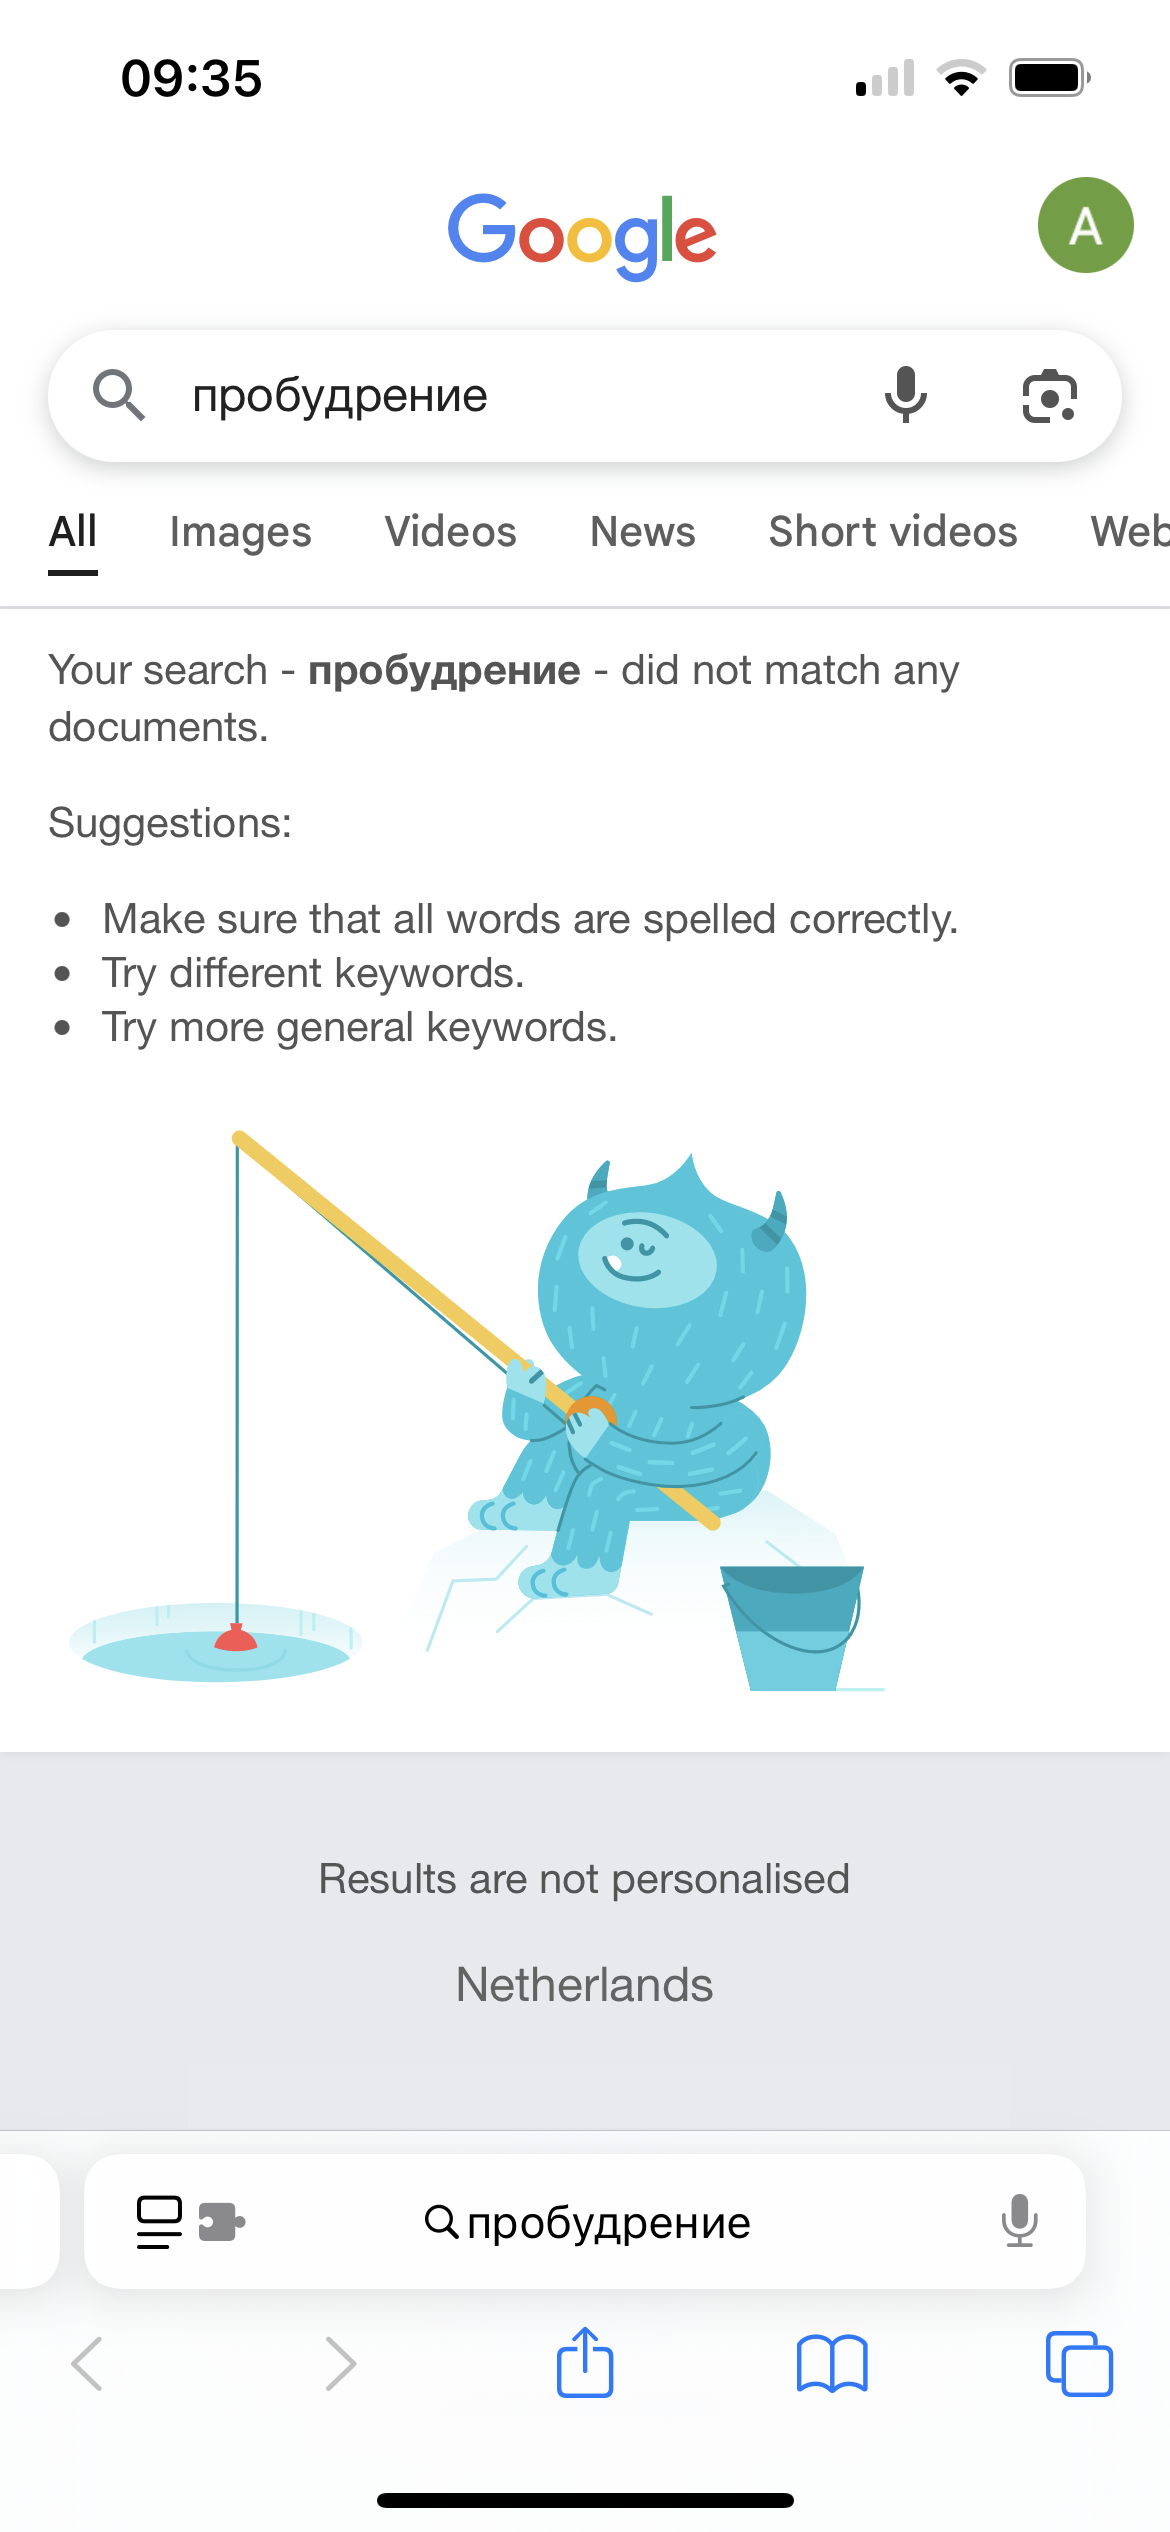 09:35
Google
A
пробудрение
All Images Videos News Short videos Web
Your search - пробудрение - did not match any
documents.
Suggestions:
• Make sure that all words are spelled correctly.
• Try different keywords.
• Try more general keywords.
Results are not personalised
Netherlands
пробудрение